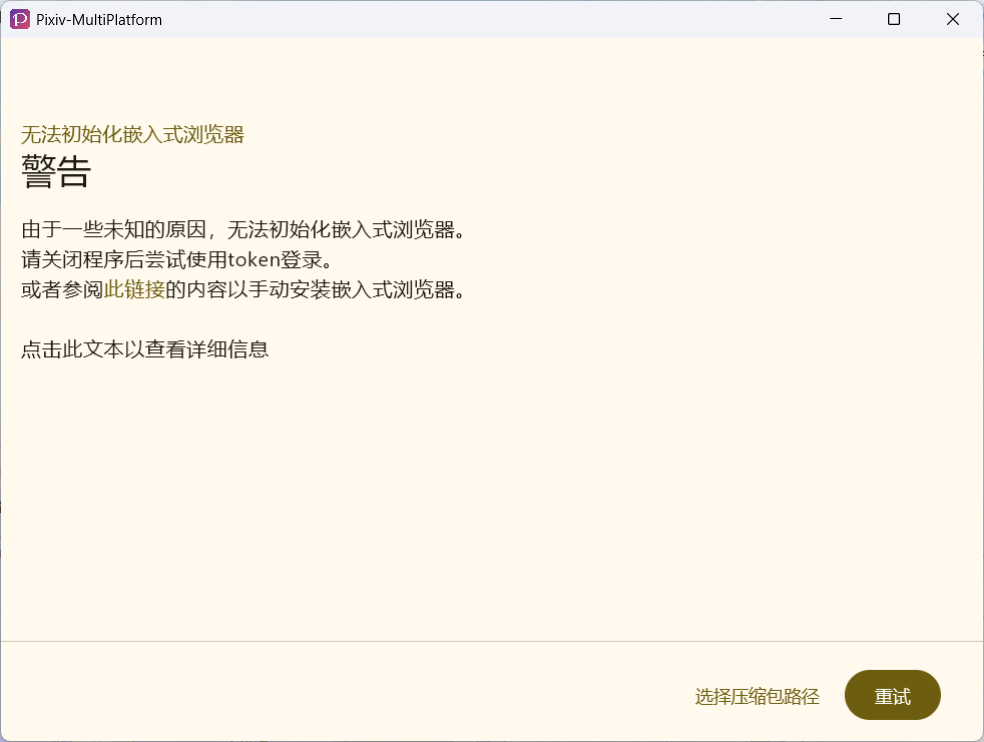 Pixiv-MultiPlatform
无法初始化嵌入式浏览器
警告
由于一些未知的原因，无法初始化嵌入式浏览器。
请关闭程序后尝试使用token登录。
或者参阅此链接的内容以手动安装嵌入式浏览器。
点击此文本以查看详细信息
选择压缩包路径
重试